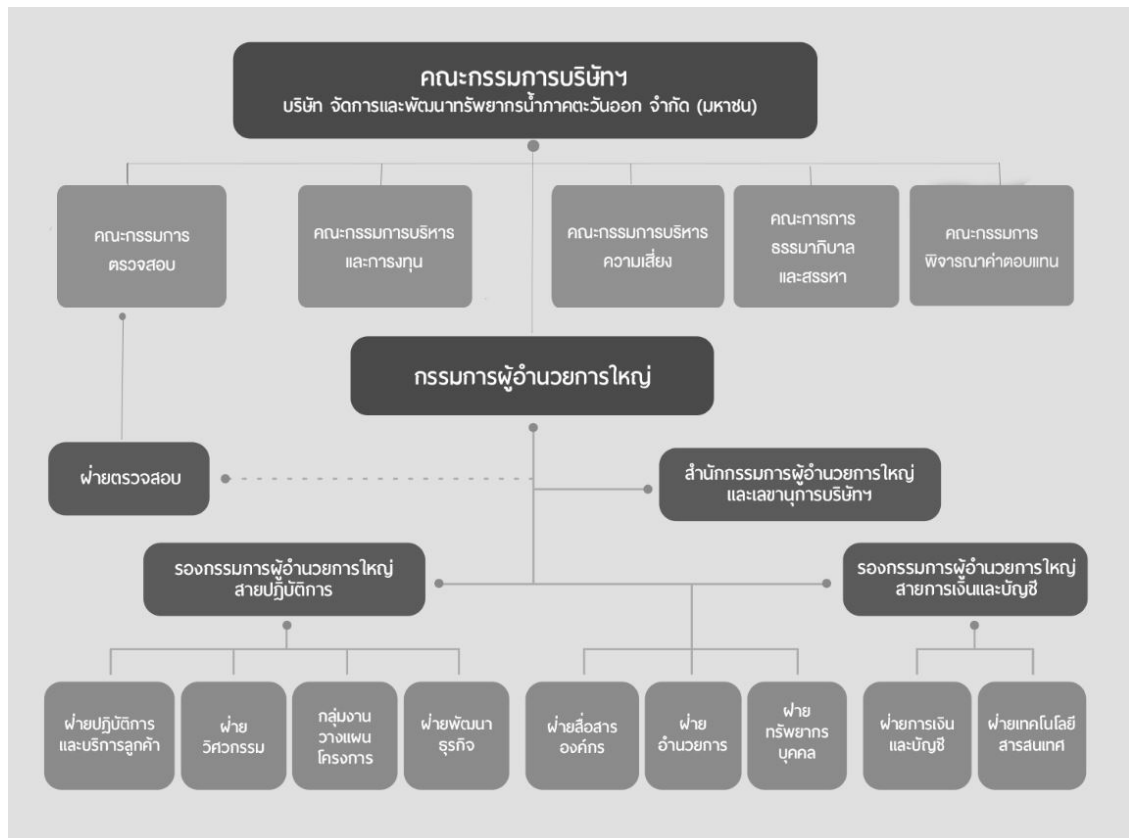 คณะกรรมการบริษัทฯ
บริษัท จัดการและพัฒนาทรัพยากรน้ำภาคตะวันออก จำกัด (มหาชน)
คณะกรรมการ
ตรวจสอบ
คณะกรรมการบริหาร
และการงทุน
คณะกรรมการบริหาร
ความเสี่ยง
คณะการการ
ธรรมาภิบาล
และสรรหา
คณะกรรมการ
พิจารณาค่าตอบแทน
กรรมการผู้อำนวยการใหญ่
ฝ่ายตรวจสอบ
สำนักกรรมการผู้อำนวยการใหญ่
และเลขานุการบริษัทฯ
รองกรรมการผู้อำนวยการใหญ่
สายปฏิบัติการ
รองกรรมการผู้อำนวยการใหญ่
สายการเงินและบัญชี
ฝ่ายปฏิบัติการ
และบริการลูกค้า
ฝ่าย
วิศวกรรม
กลุ่มงาน
วางแผน
โครงการ
ฝ่ายพัฒนา
ธุรกิจ
ฝ่ายสื่อสาร
องค์กร
ฝ่าย
อำนวยการ
ฝ่าย
ทรัพยากร
บุคคล
ฝ่ายการเงิน
และบัญชี
ฝ่ายเทคโนโลยี
สารสนเทศ